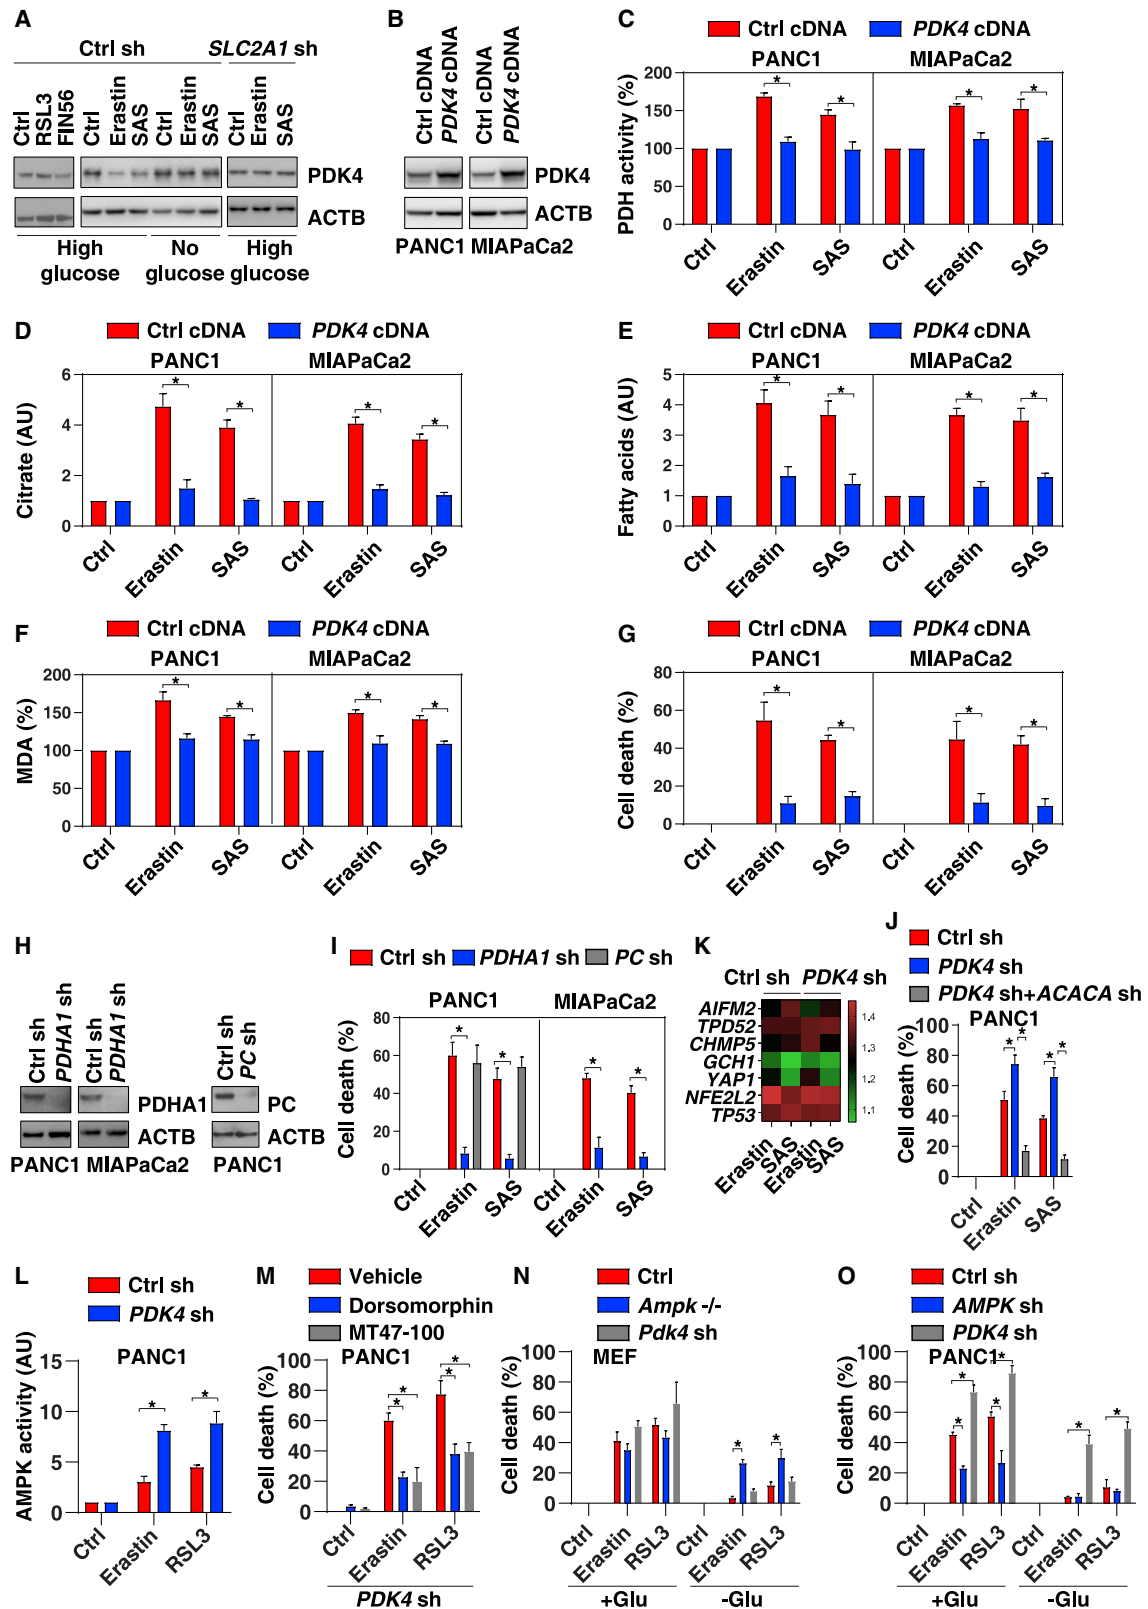 A
Ctrl sh
SLC2A1 sh
Ctrl
RSL3
FIN56
Ctrl
Erastin
SAS
Ctrl
Erastin
SAS
Ctrl
Erastin
SAS
PDK4
ACTB
High glucose
No glucose
High glucose
B
Ctrl cDNA
PDK4 cDNA
Ctrl cDNA
PDK4 cDNA
PDK4
ACTB
PANC1 MIAPaCa2
C
Ctrl cDNA PDK4 cDNA
PANC1 MIAPaCa2
PDH activity (%)
200
150
100
50
0
* * * *
Ctrl Erastin SAS Ctrl Erastin SAS
D
Ctrl cDNA PDK4 cDNA
PANC1 MIAPaCa2
Citrate (AU)
6
4
2
0
* * * *
Ctrl Erastin SAS Ctrl Erastin SAS
E
Ctrl cDNA PDK4 cDNA
PANC1 MIAPaCa2
Fatty acids (AU)
5
4
3
2
1
0
* * * *
Ctrl Erastin SAS Ctrl Erastin SAS
F
Ctrl cDNA PDK4 cDNA
PANC1 MIAPaCa2
MDA (%)
200
150
100
50
0
* * * *
Ctrl Erastin SAS Ctrl Erastin SAS
G
Ctrl cDNA PDK4 cDNA
PANC1 MIAPaCa2
Cell death (%)
80
60
40
20
0
* * * *
Ctrl Erastin SAS Ctrl Erastin SAS
H
Ctrl sh
PDHA1 sh
Ctrl sh
PDHA1 sh
PDHA1
ACTB
PANC1 MIAPaCa2
Ctrl sh
PC sh
PC
ACTB
PANC1
I
Ctrl sh PDHA1 sh PC sh
PANC1 MIAPaCa2
Cell death (%)
80
60
40
20
0
* * * *
Ctrl Erastin SAS Ctrl Erastin SAS
K
Ctrl sh PDK4 sh
AIFM2
TPD52
CHMP5
GCH1
YAP1
NFE2L2
TP53
Erastin SAS Erastin SAS
1.4
1.3
1.2
1.1
J
Ctrl sh
PDK4 sh
PDK4 sh+ACACA sh
PANC1
Cell death (%)
100
80
60
40
20
0
* * * *
Ctrl Erastin SAS
L
Ctrl sh
PDK4 sh
PANC1
AMPK activity (AU)
15
10
5
0
* *
Ctrl Erastin RSL3
M
Vehicle
Dorsomorphin
MT47-100
PANC1
Cell death (%)
100
80
60
40
20
0
* * * *
Ctrl Erastin RSL3
PDK4 sh
N
Ctrl
Ampk -/-
Pdk4 sh
MEF
Cell death (%)
100
80
60
40
20
0
* *
Ctrl Erastin RSL3 Ctrl Erastin RSL3
+Glu -Glu
O
Ctrl sh
AMPK sh
PDK4 sh
PANC1
Cell death (%)
100
80
60
40
20
0
* * * * * *
Ctrl Erastin RSL3 Ctrl Erastin RSL3
+Glu -Glu